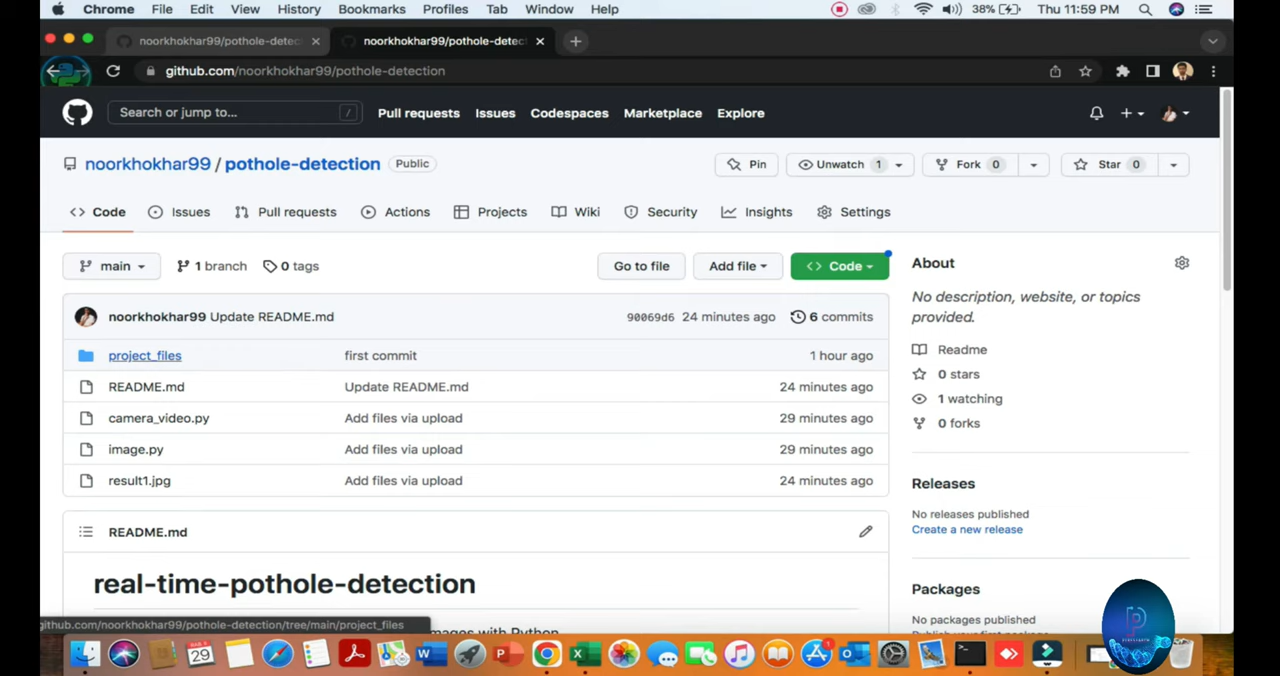 Chrome File Edit View History Bookmarks Profiles Tab Window Help 38% Thu 11:59 PM
noorkhokhar99/pothole-detec noorkhokhar99/pothole-detec
github.com/noorkhokhar99/pothole-detection
Search or jump to... / Pull requests Issues Codespaces Marketplace Explore
noorkhokhar99 / pothole-detection Public Pin Unwatch 1 Fork 0 Star 0
Code Issues Pull requests Actions Projects Wiki Security Insights Settings
main 1 branch 0 tags Go to file Add file Code
noorkhokhar99 Update README.md 90069d6 24 minutes ago 6 commits
project_files first commit 1 hour ago
README.md Update README.md 24 minutes ago
camera_video.py Add files via upload 29 minutes ago
image.py Add files via upload 29 minutes ago
result1.jpg Add files via upload 24 minutes ago
README.md
real-time-pothole-detection
mages with Python
github.com/noorkhokhar99/pothole-detection/tree/main/project_files
About
No description, website, or topics
provided.
Readme
0 stars
1 watching
0 forks
Releases
No releases published
Create a new release
Packages
No packages published
Publish your first package
29